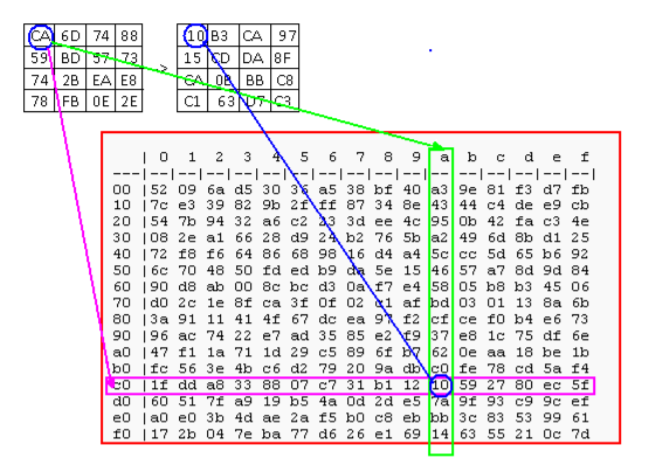 CA 6D 74 88 10 B3 CA 97
59 BD 57 73 15 CD DA 8F
->
74 2B EA E8 CA 0B BB C8
78 FB 0E 2E C1 63 D7 C3
| 0 1 2 3 4 5 6 7 8 9 a b c d e f
---|--|--|--|--|--|--|--|--|--|--|--|--|--|--|--|--|
00 |52 09 6a d5 30 36 a5 38 bf 40 a3 9e 81 f3 d7 fb
10 |7c e3 39 82 9b 2f ff 87 34 8e 43 44 c4 de e9 cb
20 |54 7b 94 32 a6 c2 23 3d ee 4c 95 0b 42 fa c3 4e
30 |08 2e a1 66 28 d9 24 b2 76 5b a2 49 6d 8b d1 25
40 |72 f8 f6 64 86 68 98 16 d4 a4 5c cc 5d 65 b6 92
50 |6c 70 48 50 fd ed b9 da 5e 15 46 57 a7 8d 9d 84
60 |90 d8 ab 00 8c bc d3 0a f7 e4 58 05 b8 b3 45 06
70 |d0 2c 1e 8f ca 3f 0f 02 c1 af bd 03 01 13 8a 6b
80 |3a 91 11 41 4f 67 dc ea 97 f2 cf ce f0 b4 e6 73
90 |96 ac 74 22 e7 ad 35 85 e2 f9 37 e8 1c 75 df 6e
a0 |47 f1 1a 71 1d 29 c5 89 6f b7 62 0e aa 18 be 1b
b0 |fc 56 3e 4b c6 d2 79 20 9a db c0 fe 78 cd 5a f4
c0 |1f dd a8 33 88 07 c7 31 b1 12 10 59 27 80 ec 5f
d0 |60 51 7f a9 19 b5 4a 0d 2d e5 7a 9f 93 c9 9c ef
e0 |a0 e0 3b 4d ae 2a f5 b0 c8 eb bb 3c 83 53 99 61
f0 |17 2b 04 7e ba 77 d6 26 e1 69 14 63 55 21 0c 7d